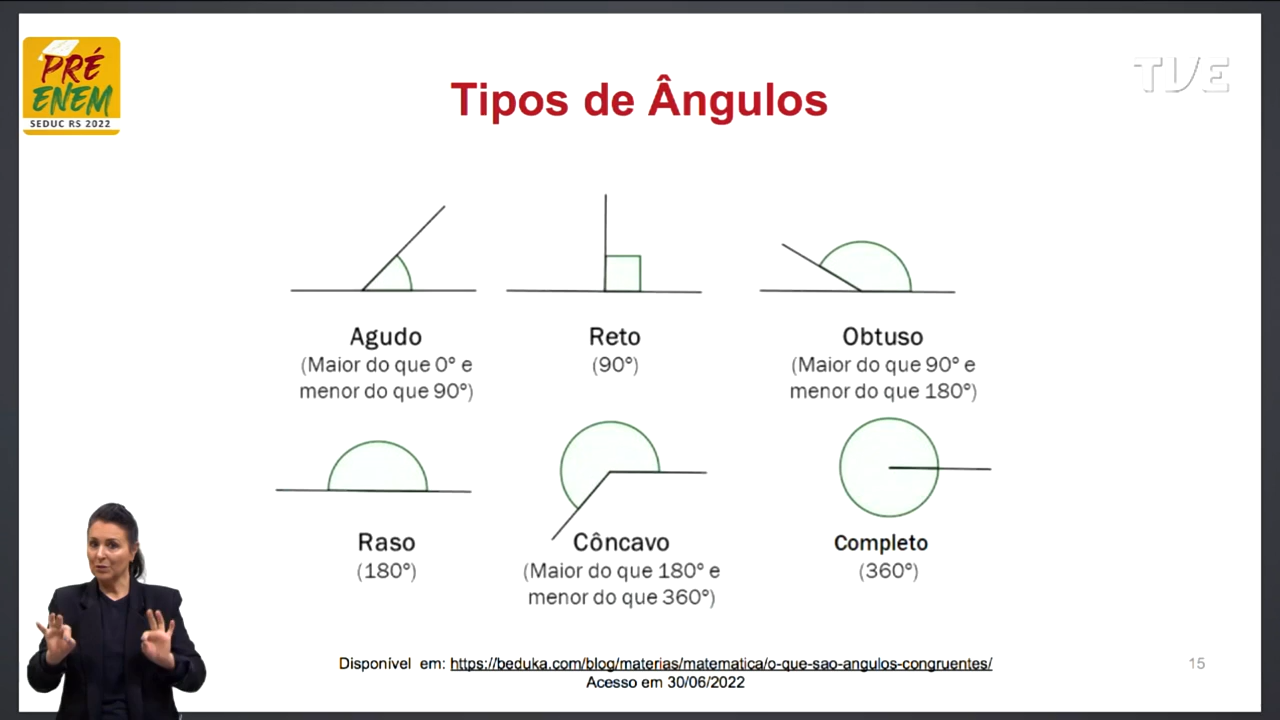 PRÉ
ENEM
SEDUC RS 2022
TVE
Tipos de Ângulos
Agudo
(Maior do que 0° e
menor do que 90°)
Reto
(90°)
Obtuso
(Maior do que 90° e
menor do que 180°)
Raso
(180°)
Côncavo
(Maior do que 180° e
menor do que 360°)
Completo
(360°)
Disponível em: https://beduka.com/blog/materias/matematica/o-que-sao-angulos-congruentes/
Acesso em 30/06/2022
15